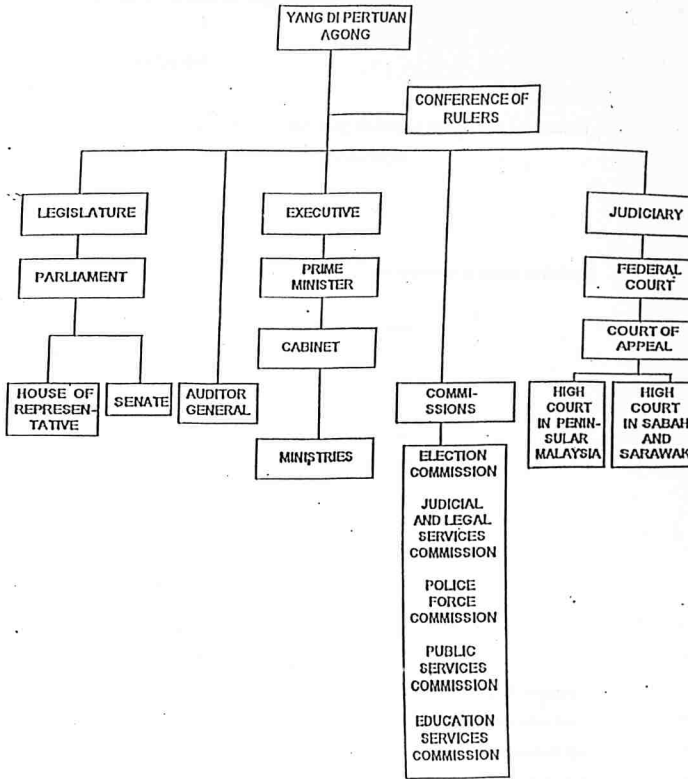 YANG DI PERTUAN
AGONG
CONFERENCE OF
RULERS
LEGISLATURE
EXECUTIVE
JUDICIARY
PARLIAMENT
PRIME
MINISTER
FEDERAL
COURT
CABINET
COURT OF
APPEAL
HOUSE OF
REPRESEN-
TATIVE
SENATE
AUDITOR
GENERAL
MINISTRIES
COMMI-
SSIONS
HIGH
COURT
IN PENIN-
SULAR
MALAYSIA
HIGH
COURT
IN SABAH
AND
SARAWAK
ELECTION
COMMISSION
JUDICIAL
AND LEGAL
SERVICES
COMMISSION
POLICE
FORCE
COMMISSION
PUBLIC
SERVICES
COMMISSION
EDUCATION
SERVICES
COMMISSION